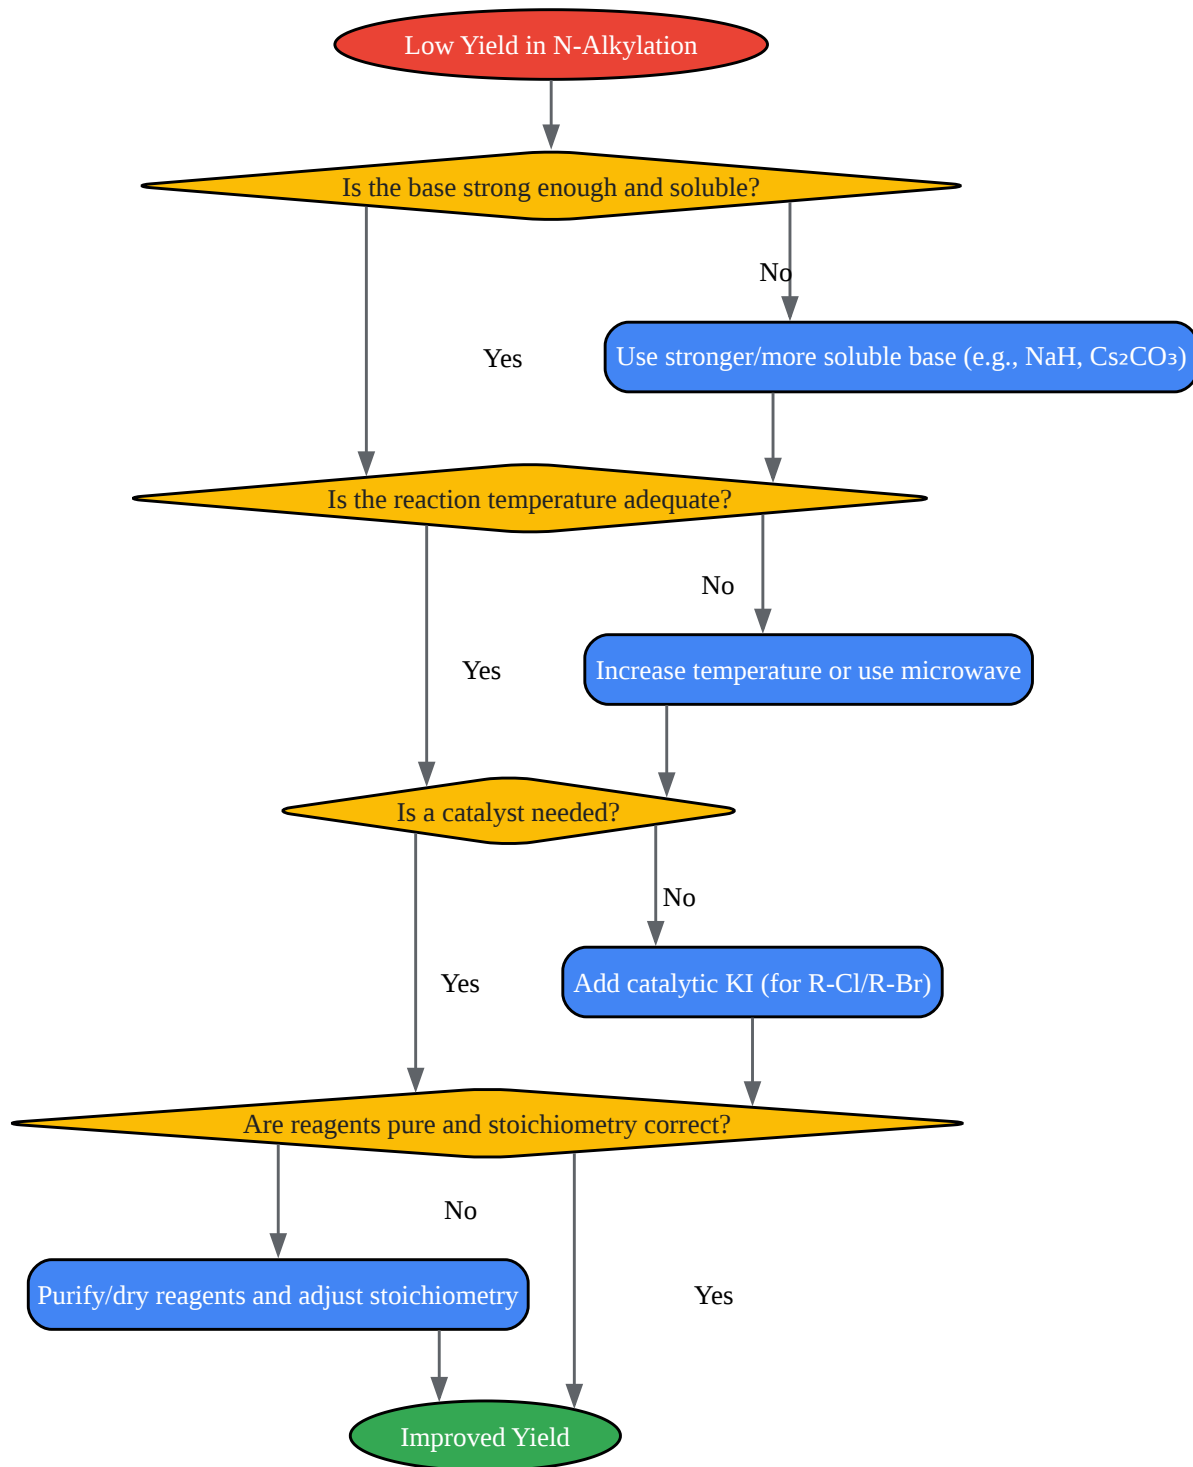 Low Yield in N-Alkylation
Is the base strong enough and soluble?
No
Yes
Use stronger/more soluble base (e.g., NaH, Cs₂CO₃)
Is the reaction temperature adequate?
No
Yes
Increase temperature or use microwave
Is a catalyst needed?
No
Yes
Add catalytic KI (for R-Cl/R-Br)
Are reagents pure and stoichiometry correct?
No
Yes
Purify/dry reagents and adjust stoichiometry
Improved Yield